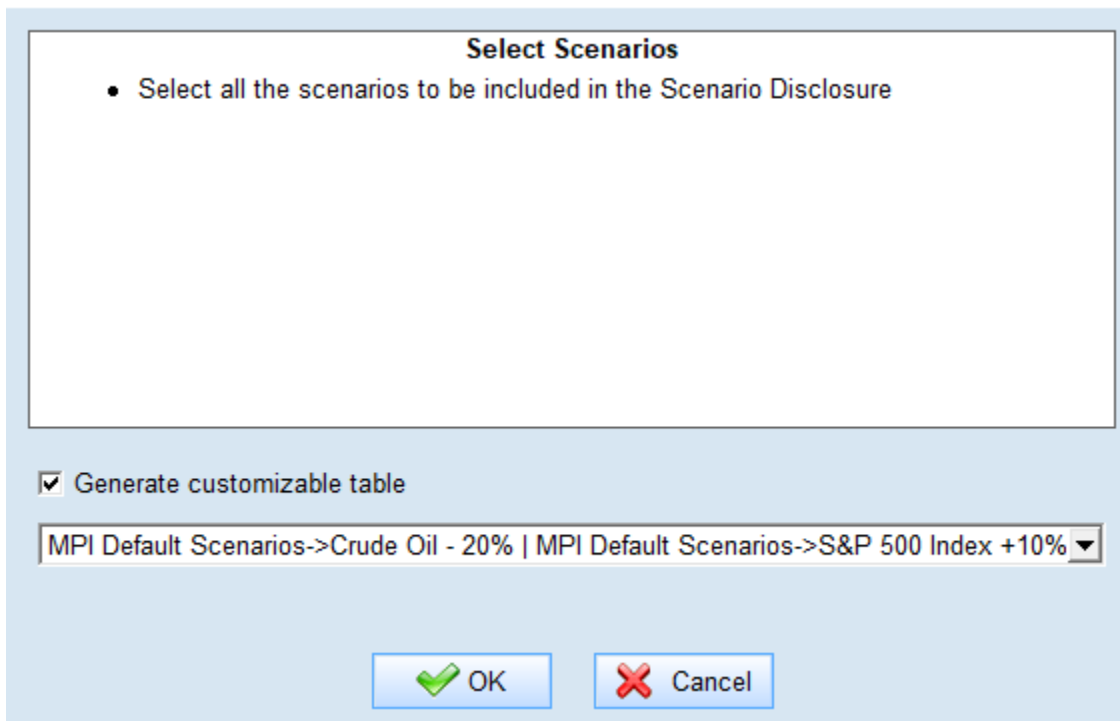 Select Scenarios
• Select all the scenarios to be included in the Scenario Disclosure
Generate customizable table
MPI Default Scenarios->Crude Oil - 20% | MPI Default Scenarios->S&P 500 Index +10%
OK
Cancel